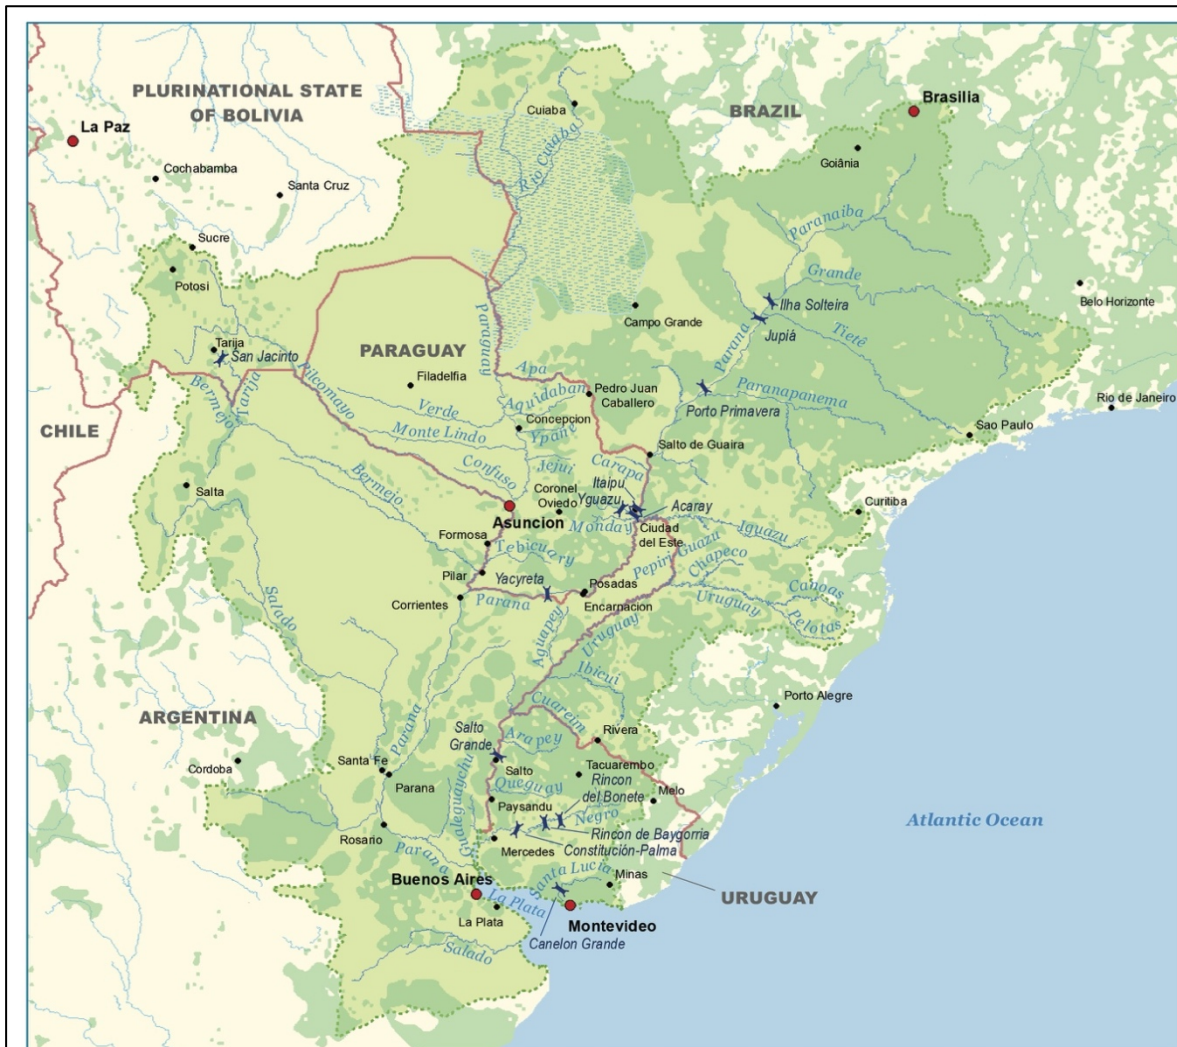 PLURINATIONAL STATE
OF BOLIVIA
La Paz
Cochabamba
Santa Cruz
Sucre
Potosi
Tarija
San Jacinto
Cuiaba
Rio Cuiaba
BRAZIL
Brasilia
Goiânia
Paranaiba
Grande
Belo Horizonte
Ilha Solteira
Jupiá
Tietê
Campo Grande
Parana
Porto Primavera
Paranapanema
Rio de Janeiro
Sao Paulo
Paraguay
PARAGUAY
Filadelfia
Apa
Aquidaban
Pedro Juan
Caballero
Concepcion
Ypane
Verde
Monte Lindo
Pilcomayo
Bermejo
Tarija
CHILE
Salto de Guaira
Carapa
Jejui
Confuso
Bermejo
Salta
Coronel
Oviedo
Itaipu
Yguazu
Acaray
Monday
Ciudad
del Este
Iguazu
Curitiba
Asuncion
Formosa
Tebicuary
Pilar
Pepiri Guazu
Chapeco
Yacyreta
Posadas
Encarnacion
Corrientes
Parana
Canoas
Uruguay
Pelotas
Salado
Aguapey
Uruguay
Ibicui
Porto Alegre
ARGENTINA
Cuareim
Parana
Salto
Grande
Arapey
Rivera
Cordoba
Santa Fe
Parana
Salto
Tacuarembo
Queguay
Rincon
del Bonete
Melo
Gualeguaychu
Paysandu
Negro
Rosario
Rincon de Baygorria
Mercedes
Constitución-Palma
Atlantic Ocean
Parana
Santa Lucia
Minas
Buenos Aires
URUGUAY
La Plata
La Plata
Montevideo
Canelon Grande
Salado